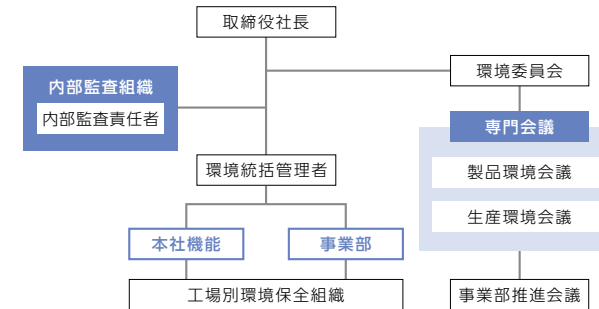 取締役社長
環境委員会
内部監査組織
内部監査責任者
専門会議
環境統括管理者
製品環境会議
生産環境会議
本社機能
事業部
工場別環境保全組織
事業部推進会議